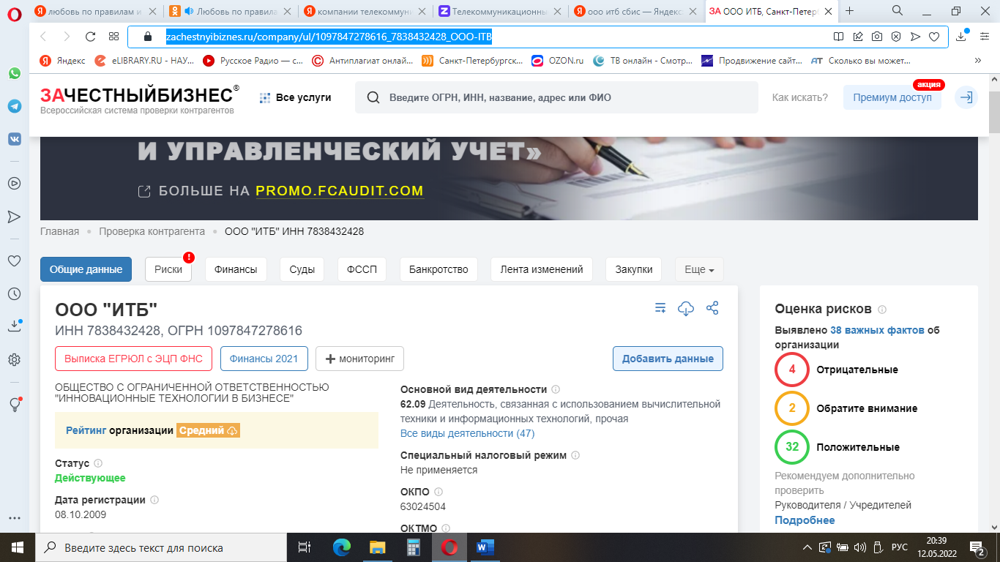 любовь по правилам и
Любовь по правила
компании телекоммуни
Телекоммуникационны
ооо итб сбис — Яндекс
ЗА ООО ИТБ, Санкт-Петер
zachestnyibiznes.ru/company/ul/1097847278616_7838432428_OOO-ITB
Яндекс
eLIBRARY.RU - НАУ...
Русское Радио — с...
Антиплагиат онлай...
Санкт-Петербургск...
OZON.ru
ТВ онлайн - Смотр...
Продвижение сайт...
Сколько вы может...
ЗАЧЕСТНЫЙБИЗНЕС®
Всероссийская система проверки контрагентов
Все услуги
Введите ОГРН, ИНН, название, адрес или ФИО
Как искать?
акция
Премиум доступ
И УПРАВЛЕНЧЕСКИЙ УЧЕТ»
БОЛЬШЕ НА PROMO.FCAUDIT.COM
Главная • Проверка контрагента • ООО "ИТБ" ИНН 7838432428
Общие данные
Риски
!
Финансы
Суды
ФССП
Банкротство
Лента изменений
Закупки
Еще
ООО "ИТБ"
ИНН 7838432428, ОГРН 1097847278616
Выписка ЕГРЮЛ с ЭЦП ФНС
Финансы 2021
+ мониторинг
Добавить данные
ОБЩЕСТВО С ОГРАНИЧЕННОЙ ОТВЕТСТВЕННОСТЬЮ
"ИННОВАЦИОННЫЕ ТЕХНОЛОГИИ В БИЗНЕСЕ"
Рейтинг организации Средний
Статус
Действующее
Дата регистрации
08.10.2009
Основной вид деятельности
62.09 Деятельность, связанная с использованием вычислительной
техники и информационных технологий, прочая
Все виды деятельности (47)
Специальный налоговый режим
Не применяется
ОКПО
63024504
ОКТМО
Оценка рисков
Выявлено 38 важных фактов об
организации
4 Отрицательные
2 Обратите внимание
32 Положительные
Рекомендуем дополнительно
проверить
Руководителя / Учредителей
Подробнее
Введите здесь текст для поиска
РУС
20:39
12.05.2022
2